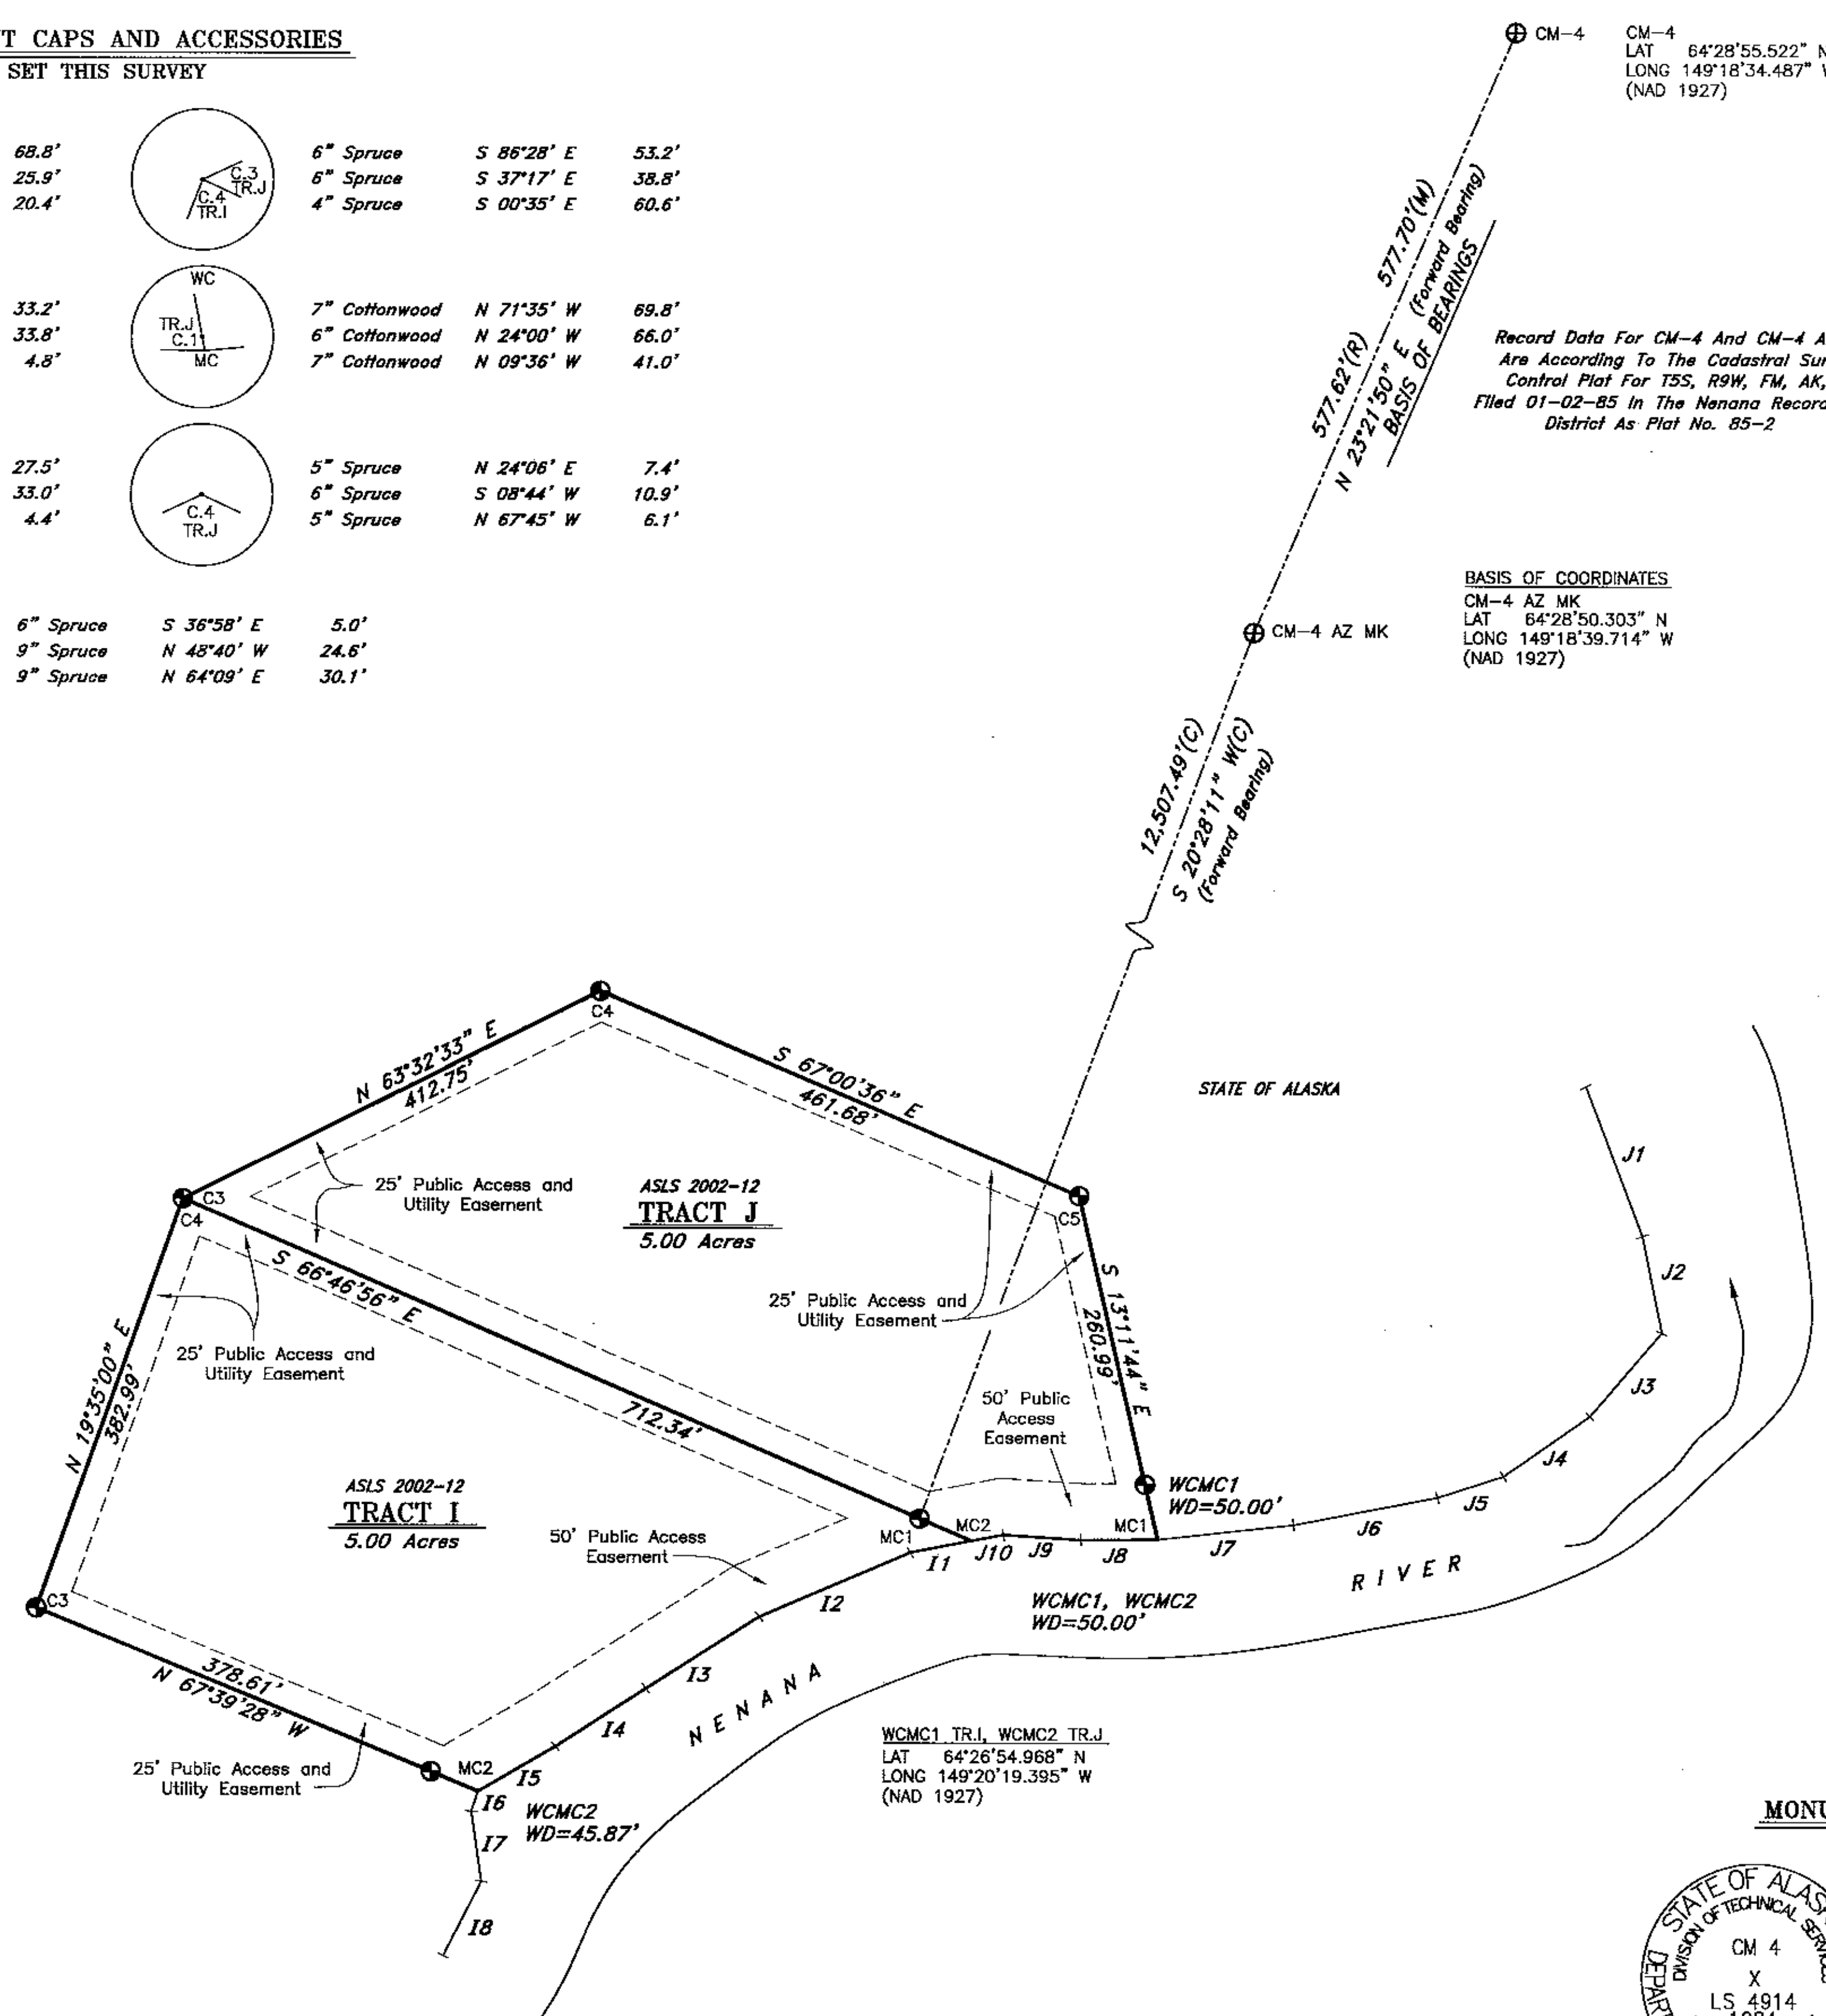 T CAPS AND ACCESSORIES
SET THIS SURVEY
68.8'
25.9'
20.4'
C.3
TR.J
C.4
TR.I
6" Spruce S 86°28' E 53.2'
6" Spruce S 37°17' E 38.8'
4" Spruce S 00°35' E 60.6'
33.2'
33.8'
4.8'
WC
TR.J
C.1
MC
7" Cottonwood N 71°35' W 69.8'
6" Cottonwood N 24°00' W 66.0'
7" Cottonwood N 09°36' W 41.0'
27.5'
33.0'
4.4'
C.4
TR.J
5" Spruce N 24°06' E 7.4'
6" Spruce S 08°44' W 10.9'
5" Spruce N 67°45' W 6.1'
6" Spruce S 36°58' E 5.0'
9" Spruce N 48°40' W 24.6'
9" Spruce N 64°09' E 30.1'
CM-4
CM-4
LAT 64°28'55.522" N
LONG 149°18'34.487" W
(NAD 1927)
577.62'(R) 577.70'(M)
N 23°21'50" E (Forward Bearing)
BASIS OF BEARINGS
Record Data For CM-4 And CM-4 A
Are According To The Cadastral Sur
Control Plat For T5S, R9W, FM, AK,
Filed 01-02-85 In The Nenana Record
District As Plat No. 85-2
BASIS OF COORDINATES
CM-4 AZ MK
LAT 64°28'50.303" N
LONG 149°18'39.714" W
(NAD 1927)
CM-4 AZ MK
12,507.49'(C)
S 20°28'11" W(C)
(Forward Bearing)
C4
N 63°32'33" E
412.75'
S 67°00'36" E
461.68'
STATE OF ALASKA
J1
J2
J3
J4
J5
J6
J7
J8
J9
J10
C3
C4
25' Public Access and
Utility Easement
ASLS 2002-12
TRACT J
5.00 Acres
C5
S 13°11'44" E
260.99'
25' Public Access and
Utility Easement
S 66°46'56" E
712.34'
N 19°35'00" E
382.99'
25' Public Access and
Utility Easement
50' Public
Access
Easement
WCMC1
WD=50.00'
ASLS 2002-12
TRACT I
5.00 Acres
50' Public Access
Easement
MC1
MC2
MC1
I1
I2
I3
I4
I5
I6
I7
I8
WCMC1, WCMC2
WD=50.00'
NENANA RIVER
C3
378.61'
N 67°39'28" W
25' Public Access and
Utility Easement
MC2
WCMC2
WD=45.87'
WCMC1 TR.I, WCMC2 TR.J
LAT 64°26'54.968" N
LONG 149°20'19.395" W
(NAD 1927)
MONU
STATE OF ALAS
DIVISION OF TECHNICAL SERVICES
DEPAR
CM 4
X
LS 4914